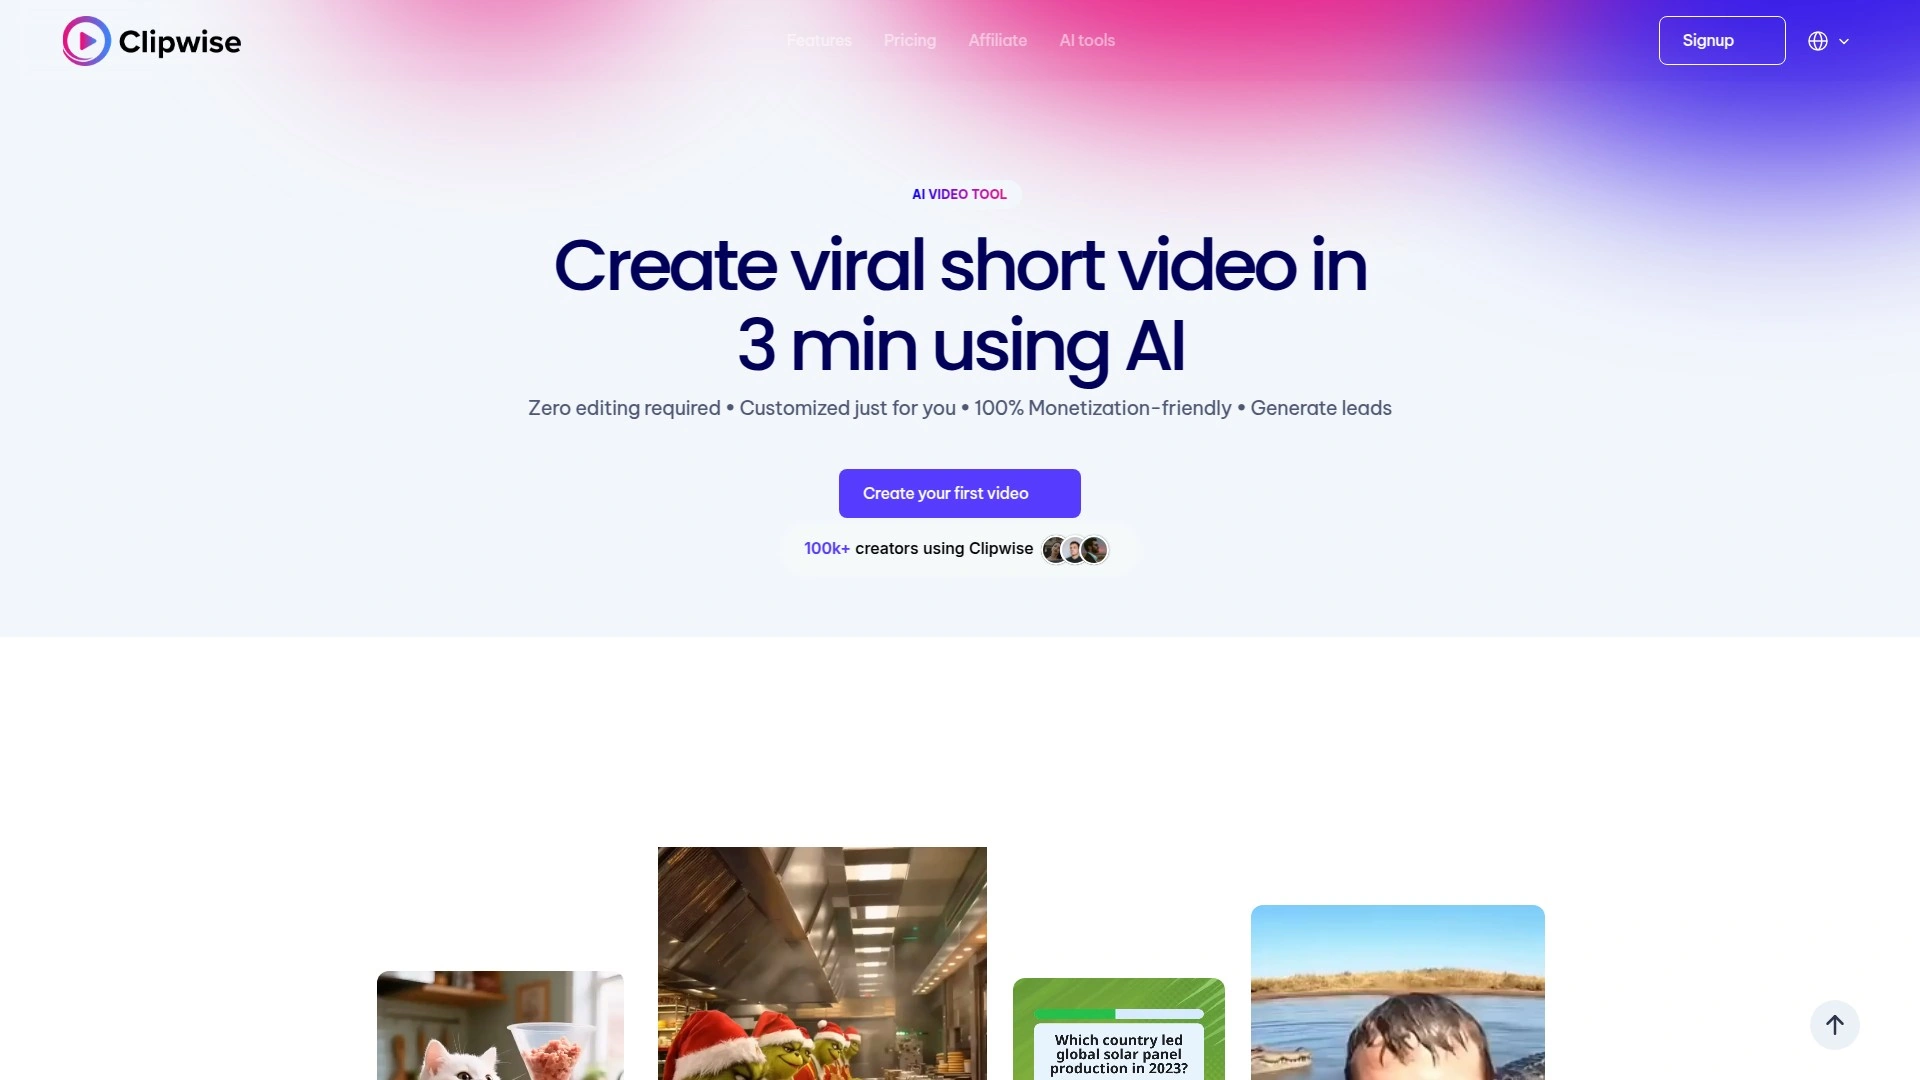 Clipwise
Features Pricing Affiliate AI tools
Signup
AI VIDEO TOOL
Create viral short video in
3 min using AI
Zero editing required • Customized just for you • 100% Monetization-friendly • Generate leads
Create your first video
100k+ creators using Clipwise
Which country led
global solar panel
production in 2023?